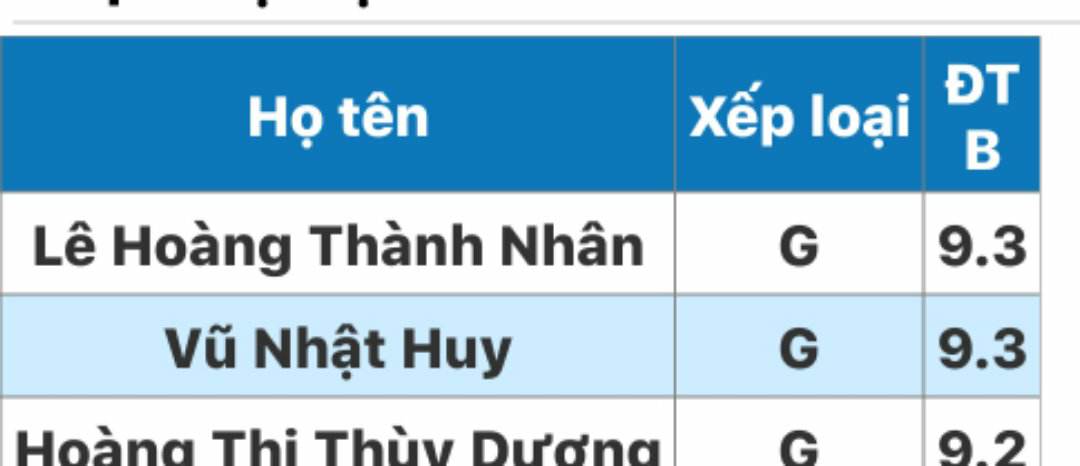 Họ tên Xếp loại ĐT
B
Lê Hoàng Thành Nhân G 9.3
Vũ Nhật Huy G 9.3
Hoàng Thị Thùy Dương G 9.2